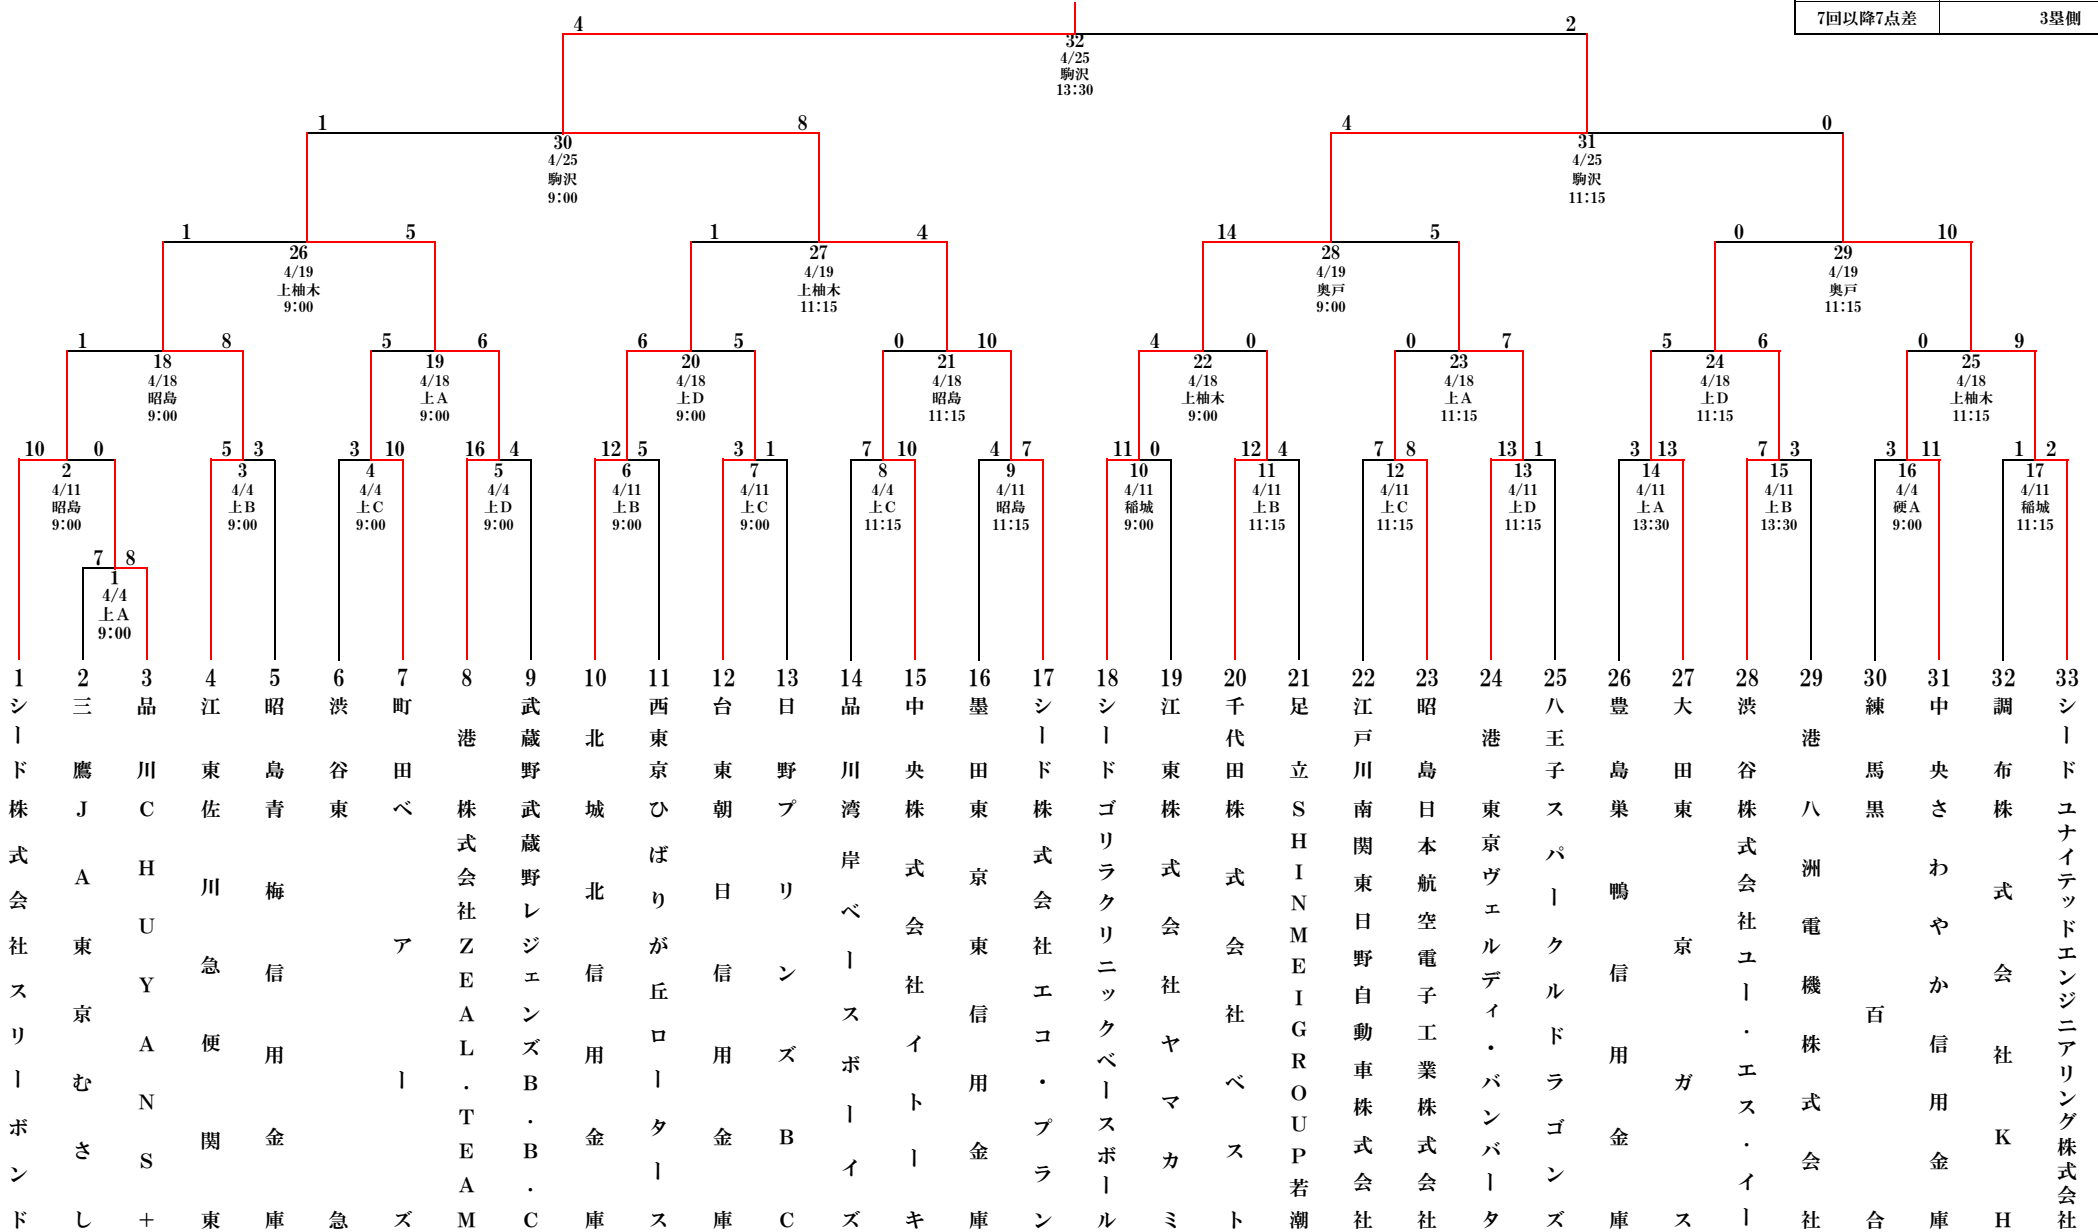 7回以降7点差 3塁側
4 2
32
4/25
駒沢
13:30
1 8 4 0
30 31
4/25 4/25
駒沢 駒沢
9:00 11:15
1 5 1 4 14 5 0 10
26 27 28 29
4/19 4/19 4/19 4/19
上柚木 上柚木 奥戸 奥戸
9:00 11:15 9:00 11:15
1 8 5 6 6 5 0 10 4 0 0 7 5 6 0 9
18 19 20 21 22 23 24 25
4/18 4/18 4/18 4/18 4/18 4/18 4/18 4/18
昭島 上A 上D 昭島 上柚木 上A 上D 上柚木
9:00 9:00 9:00 11:15 9:00 11:15 11:15 11:15
10 0 5 3 3 10 16 4 12 5 3 1 7 10 4 7 11 0 12 4 7 8 13 1 3 13 7 3 3 11 1 2
2 3 4 5 6 7 8 9 10 11 12 13 14 15 16 17
4/11 4/4 4/4 4/4 4/11 4/11 4/4 4/11 4/11 4/11 4/11 4/11 4/11 4/11 4/4 4/11
昭島 上B 上C 上D 上B 上C 上C 昭島 稲城 上B 上C 上D 上A 上B 硬A 稲城
9:00 9:00 9:00 9:00 9:00 9:00 11:15 11:15 9:00 11:15 11:15 11:15 13:30 13:30 9:00 11:15
7 8
1
4/4
上A
9:00
1 シード 株式会社スリーボンド
2 三鷹 JA東京むさし
3 品川 CHUYANS+
4 江東 佐川急便関東
5 昭島 青梅信用金庫
6 渋谷 東急
7 町田 ベアーズ
8 港 株式会社ZEAL.TEAM
9 武蔵野 武蔵野レジェンズB.B.C
10 北 城北信用金庫
11 西東京 ひばりが丘ロータース
12 台東 朝日信用金庫
13 日野 プリンズBC
14 品川 湾岸ベースボーイズ
15 中央 株式会社イトーキ
16 墨田 東京東信用金庫
17 シード 株式会社エコ・プラン
18 シード ゴリラクリニックベースボール
19 江東 株式会社ヤマカミ
20 千代田 株式会社ベスト
21 足立 SHINMEIGROUP若潮
22 江戸川 南関東日野自動車株式会社
23 昭島 日本航空電子工業株式会社
24 港 東京ヴェルディ・バンバータ
25 八王子 スパークルドラゴンズ
26 豊島 巣鴨信用金庫
27 大田 東京ガス
28 渋谷 株式会社ユー.エス.イー
29 港 八洲電機株式会社
30 練馬 黒百合
31 中央 さわやか信用金庫
32 調布 株式会社KH
33 シード ユナイテッドエンジニアリング株式会社